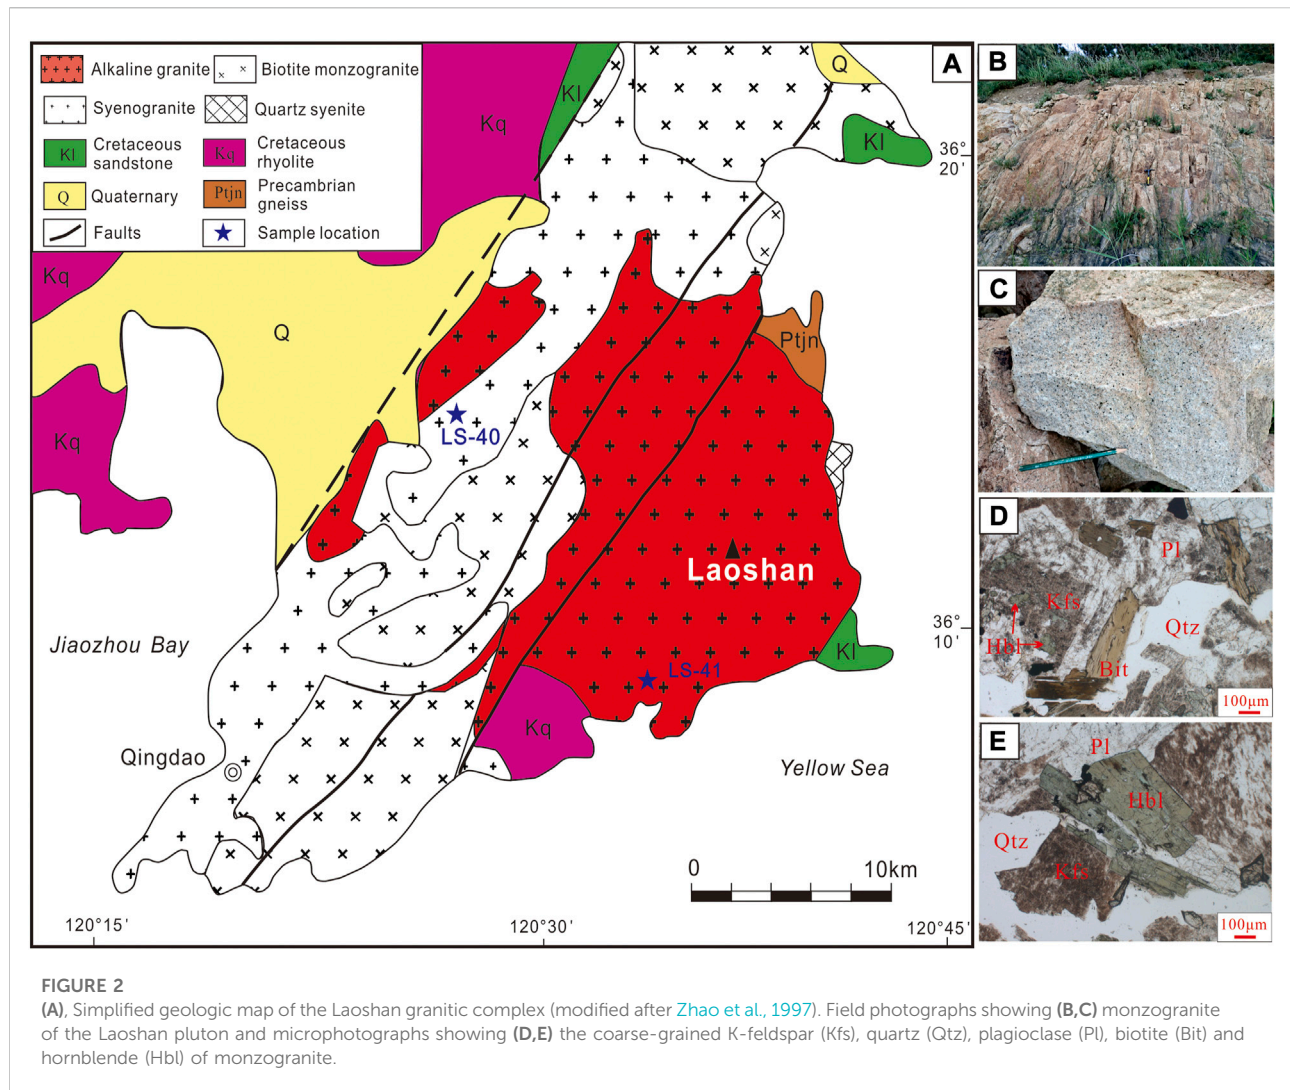 A
Alkaline granite
Biotite monzogranite
Syenogranite
Quartz syenite
Kl
Cretaceous
sandstone
Kq
Cretaceous
rhyolite
Q
Quaternary
Ptjn
Precambrian
gneiss
Faults
Sample location
Kq
Kl
Q
Kl
36°
20'
Kq
Q
Ptjn
Kq
LS-40
Laoshan
Jiaozhou Bay
36°
10'
Kl
LS-41
Kq
Qingdao
Yellow Sea
0
10km
120°15'
120°30'
120°45'
B
C
D
Pl
Kfs
Qtz
Hbl
Bit
100μm
E
Pl
Hbl
Qtz
Kfs
100μm
FIGURE 2
(A), Simplified geologic map of the Laoshan granitic complex (modified after Zhao et al., 1997). Field photographs showing (B,C) monzogranite
of the Laoshan pluton and microphotographs showing (D,E) the coarse-grained K-feldspar (Kfs), quartz (Qtz), plagioclase (Pl), biotite (Bit) and
hornblende (Hbl) of monzogranite.